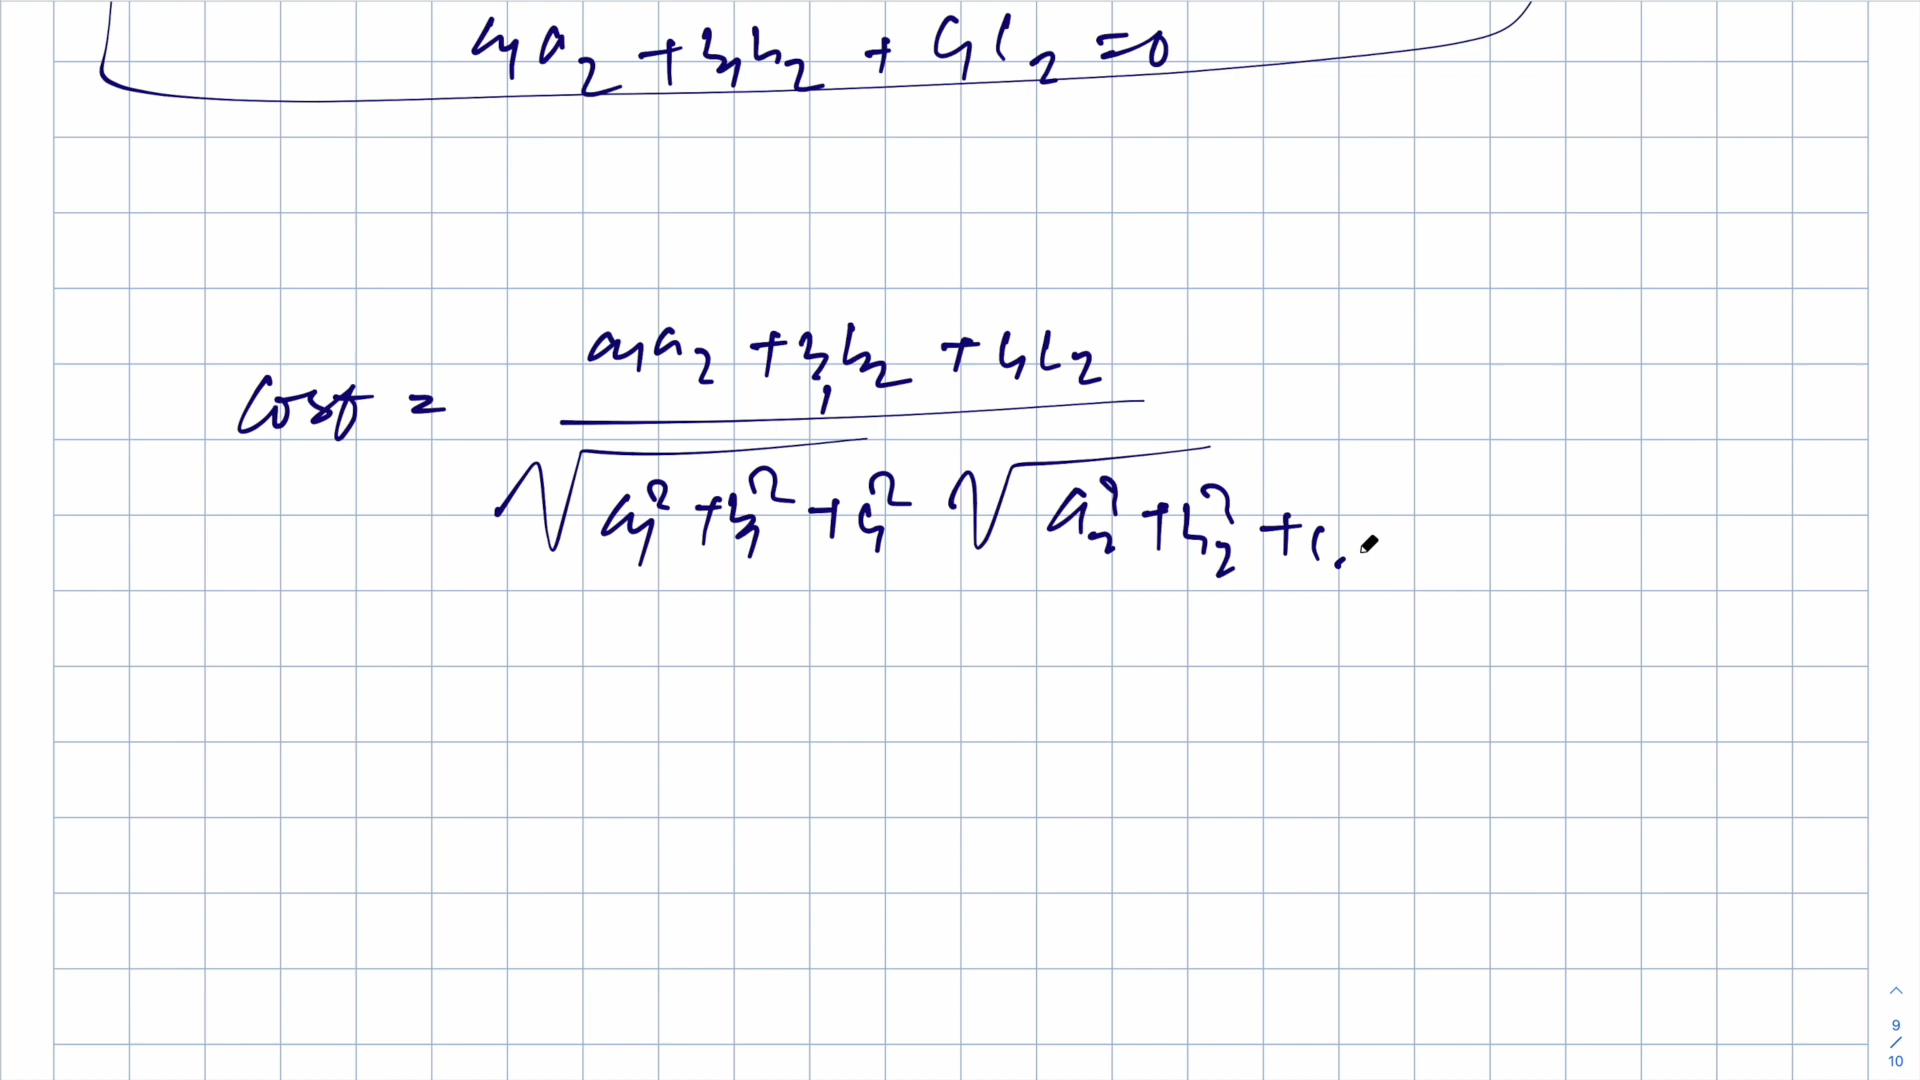 a₁a₂ + b₁b₂ + c₁c₂ = 0
cosθ = (a₁a₂ + b₁b₂ + c₁c₂) / (√(a₁² + b₁² + c₁²) √(a₂² + b₂² + c.))
9 / 10